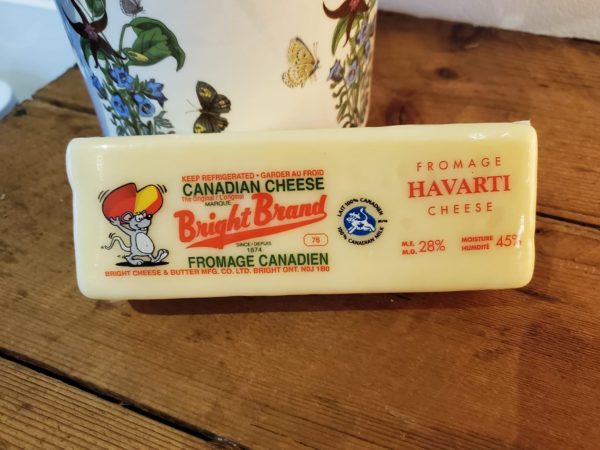 KEEP REFRIGERATED • GARDER AU FROID
CANADIAN CHEESE
The Original / L'original
MARQUE
Bright Brand
SINCE / DEPUIS
1874
76
FROMAGE CANADIEN
BRIGHT CHEESE & BUTTER MFG. CO. LTD. BRIGHT ONT. N0J 1B0
LAIT 100% CANADIEN
100% CANADIAN MILK
FROMAGE
HAVARTI
CHEESE
M.F. 28% MOISTURE 45%
M.G. HUMIDITÉ